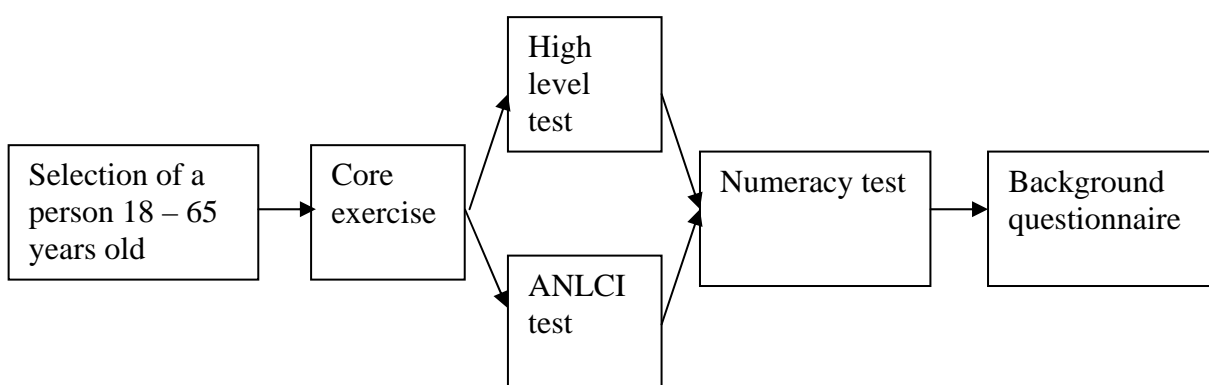 Selection of a
person 18 – 65
years old
Core
exercise
High
level
test
ANLCI
test
Numeracy test
Background
questionnaire